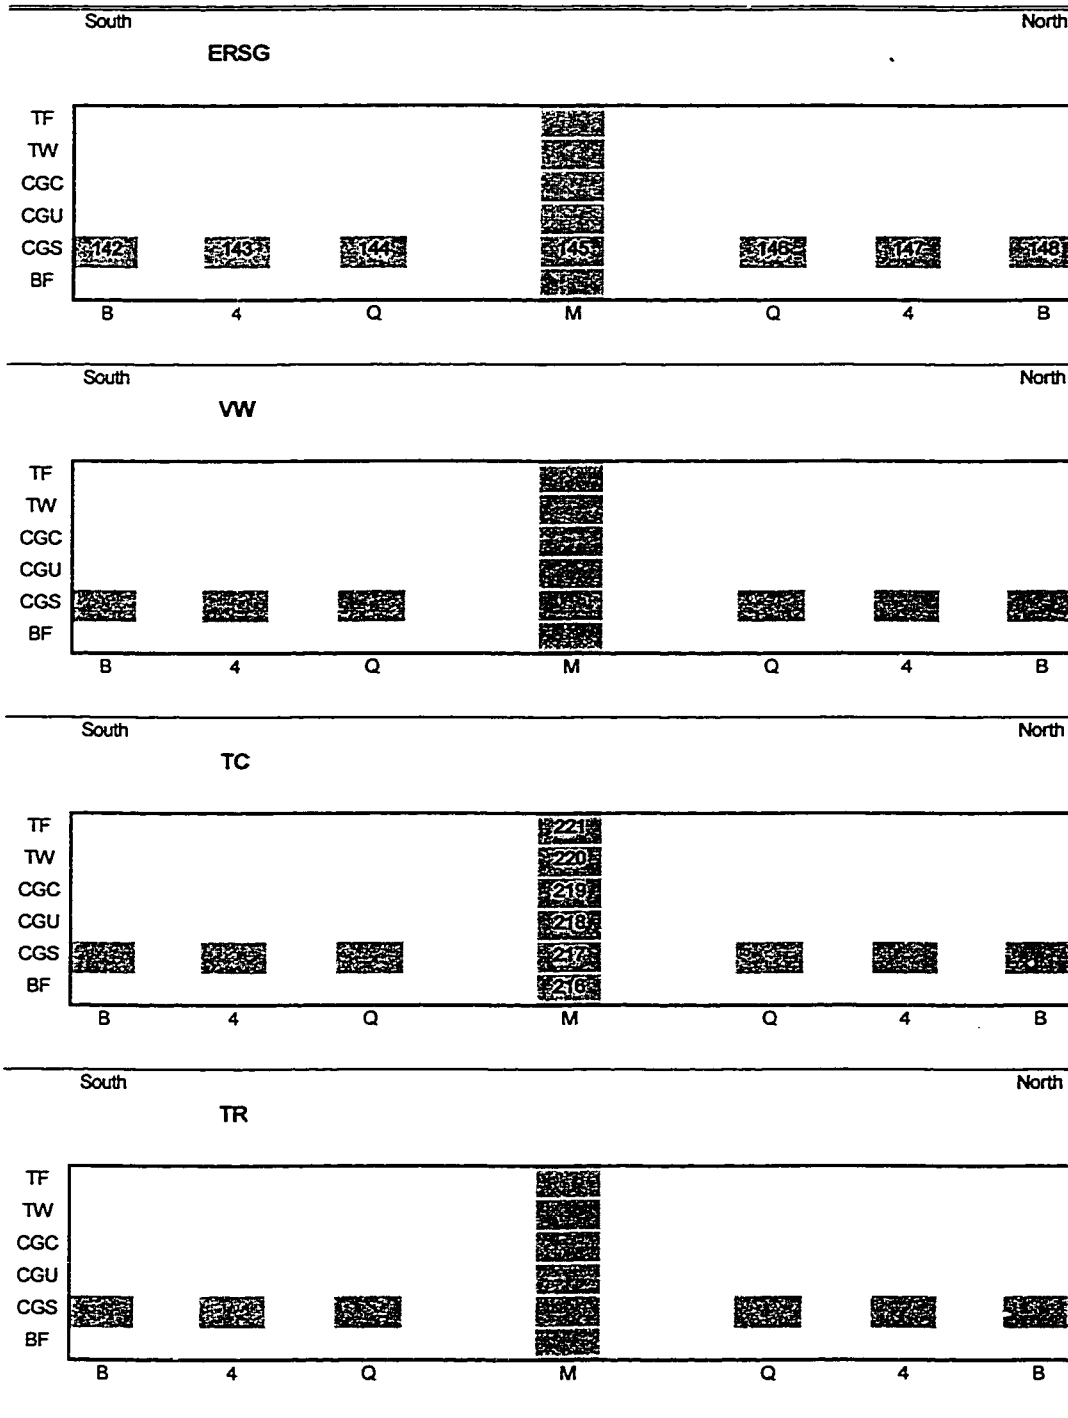 South North
ERSG
TF
TW
CGC
CGU
CGS 142 143 144 145 146 147 148
BF
B 4 Q M Q 4 B
South North
VW
TF
TW
CGC
CGU
CGS
BF
B 4 Q M Q 4 B
South North
TC
TF 221
TW 220
CGC 219
CGU 218
CGS 217
BF 216
B 4 Q M Q 4 B
South North
TR
TF
TW
CGC
CGU
CGS
BF
B 4 Q M Q 4 B